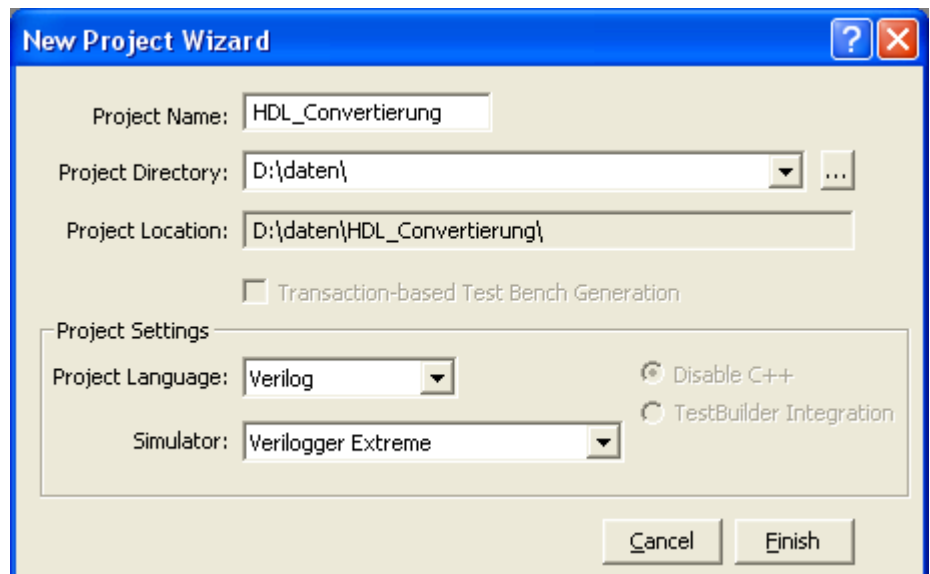 New Project Wizard
Project Name: HDL_Convertierung
Project Directory: D:\daten\ ...
Project Location: D:\daten\HDL_Convertierung\
Transaction-based Test Bench Generation
Project Settings
Project Language: Verilog Disable C++
TestBuilder Integration
Simulator: Verilogger Extreme
Cancel Finish